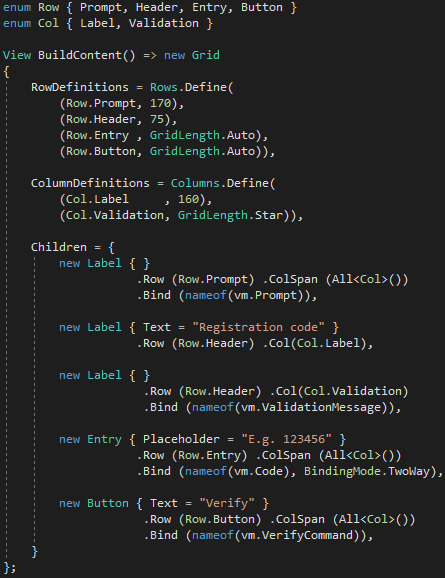 enum Row { Prompt, Header, Entry, Button }
enum Col { Label, Validation }

View BuildContent() => new Grid
{
    RowDefinitions = Rows.Define(
        (Row.Prompt, 170),
        (Row.Header, 75),
        (Row.Entry , GridLength.Auto),
        (Row.Button, GridLength.Auto)),

    ColumnDefinitions = Columns.Define(
        (Col.Label     , 160),
        (Col.Validation, GridLength.Star)),

    Children = {
        new Label { }
                   .Row (Row.Prompt) .ColSpan (All<Col>())
                   .Bind (nameof(vm.Prompt)),

        new Label { Text = "Registration code" }
                   .Row (Row.Header) .Col(Col.Label),

        new Label { }
                    .Row (Row.Header) .Col(Col.Validation)
                    .Bind (nameof(vm.ValidationMessage)),

        new Entry { Placeholder = "E.g. 123456" }
                   .Row (Row.Entry) .ColSpan (All<Col>())
                   .Bind (nameof(vm.Code), BindingMode.TwoWay),

        new Button { Text = "Verify" }
                    .Row (Row.Button) .ColSpan (All<Col>())
                    .Bind (nameof(vm.VerifyCommand)),
    }
};